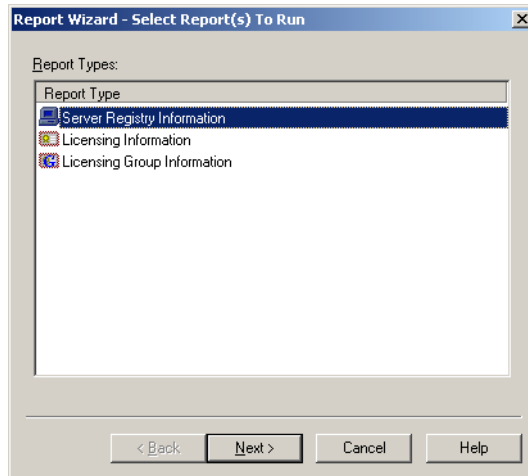 Report Wizard - Select Report(s) To Run
Report Types:
Report Type
Server Registry Information
Licensing Information
Licensing Group Information
< Back
Next >
Cancel
Help